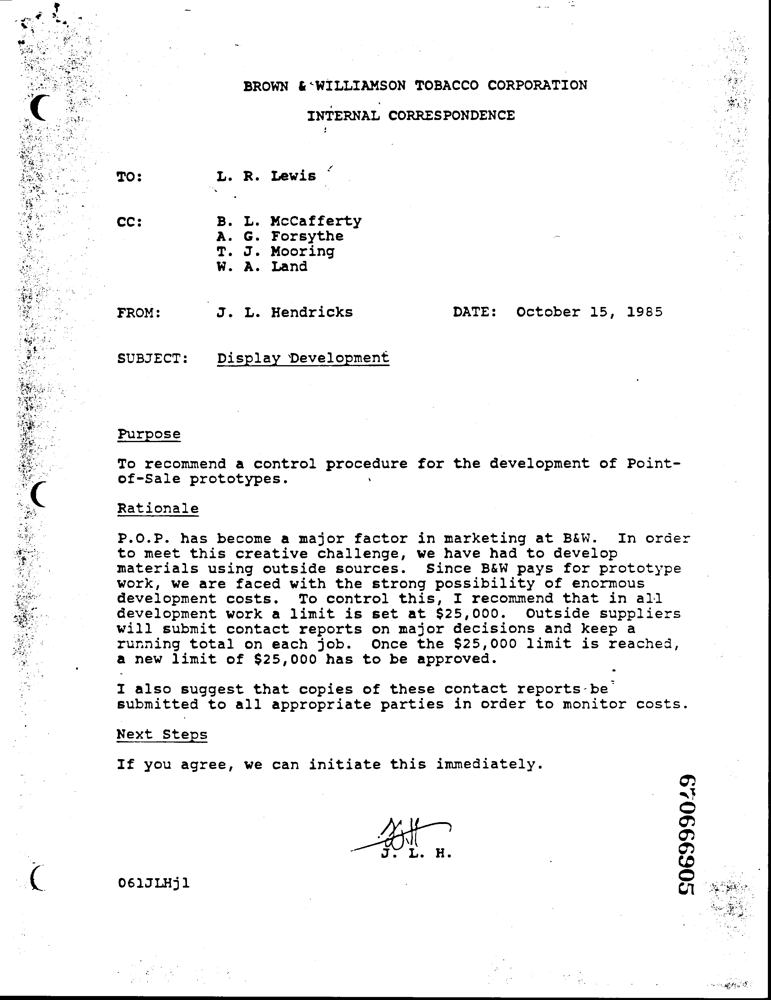 BROWN & WILLIAMSON TOBACCO CORPORATION
INTERNAL CORRESPONDENCE
TO: L. R. Lewis
CC: B. L. McCafferty
A. G. Forsythe
T. J. Mooring
W. A. Land
FROM: J. L. Hendricks DATE: October 15, 1985
SUBJECT: Display Development
Purpose
To recommend a control procedure for the development of Point-
of-Sale prototypes.
Rationale
P.O.P. has become a major factor in marketing at B&W. In order
to meet this creative challenge, we have had to develop
materials using outside sources. Since B&W pays for prototype
work, we are faced with the strong possibility of enormous
development costs. To control this, I recommend that in all
development work a limit is set at $25,000. Outside suppliers
will submit contact reports on major decisions and keep a
running total on each job. Once the $25,000 limit is reached,
a new limit of $25,000 has to be approved.
I also suggest that copies of these contact reports be
submitted to all appropriate parties in order to monitor costs.
Next Steps
If you agree, we can initiate this immediately.
J. L. H.
061JLHjl
670666905